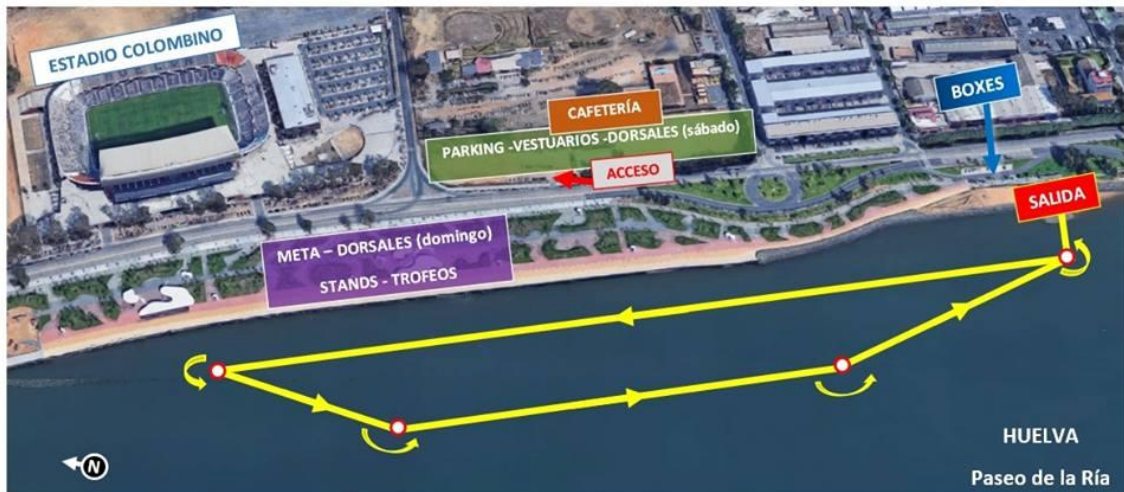 ESTADIO COLOMBINO
BOXES
CAFETERÍA
PARKING -VESTUARIOS -DORSALES (sábado)
ACCESO
SALIDA
META – DORSALES (domingo)
STANDS - TROFEOS
HUELVA
Paseo de la Ría
N